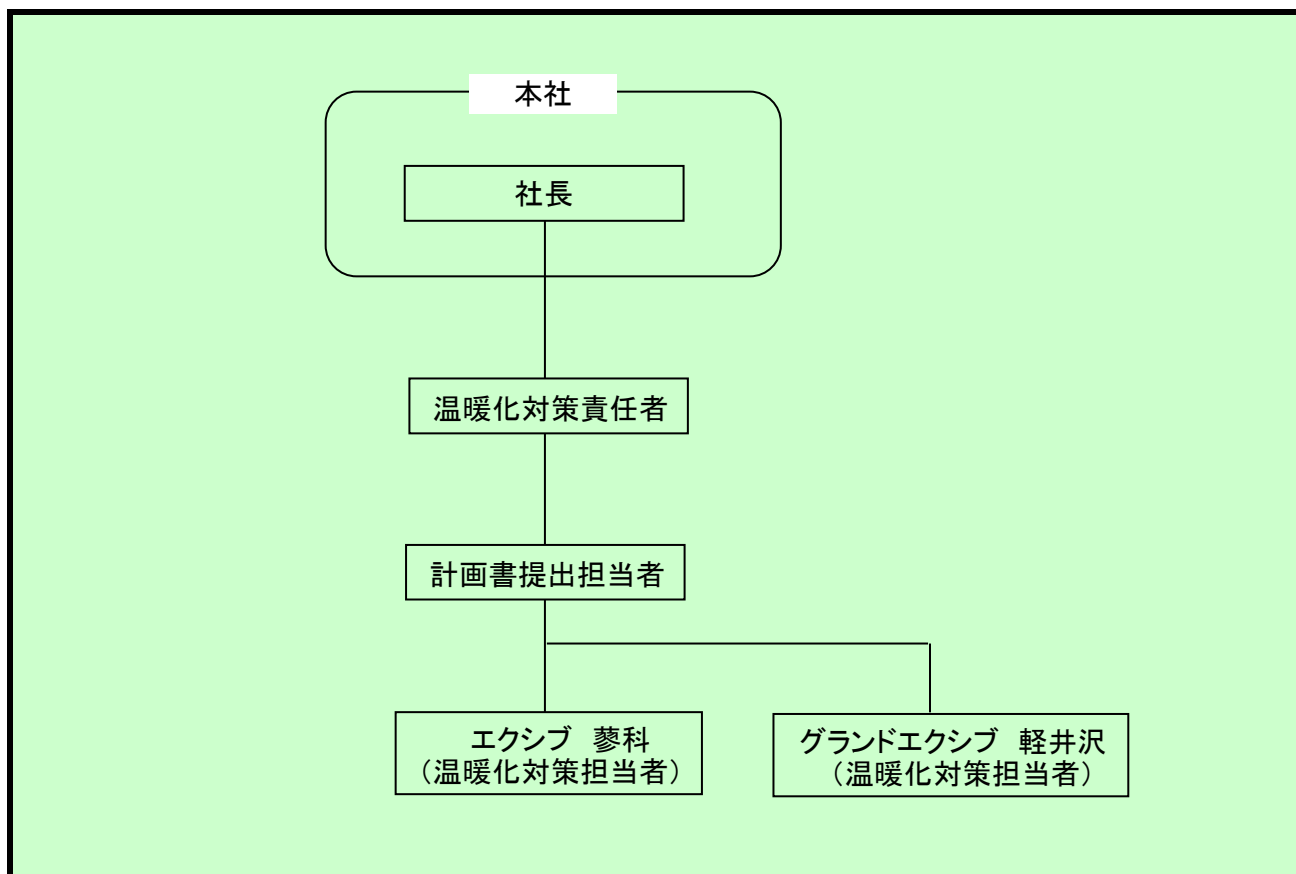 本社
社長
温暖化対策責任者
計画書提出担当者
エクシブ　蓼科
（温暖化対策担当者）
グランドエクシブ　軽井沢
（温暖化対策担当者）